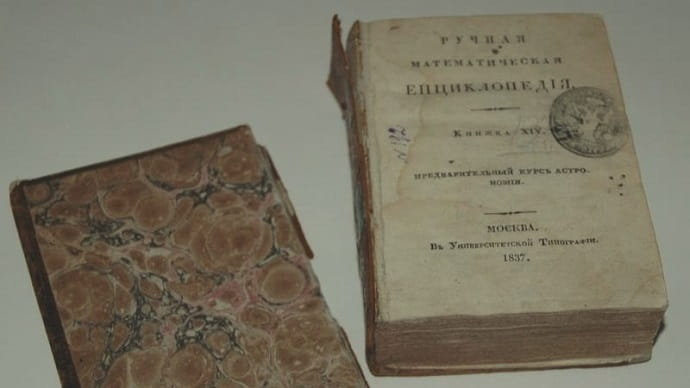 РУЧНАЯ
МАТЕМАТИЧЕСКАЯ
ЕНЦИКЛОПЕДІЯ.
Книжка XIV.
ПРЕДВАРИТЕЛЬНЫЙ КУРСЪ АСТРО-
НОМІИ.
МОСКВА.
Въ Университетской Типографіи.
1837.